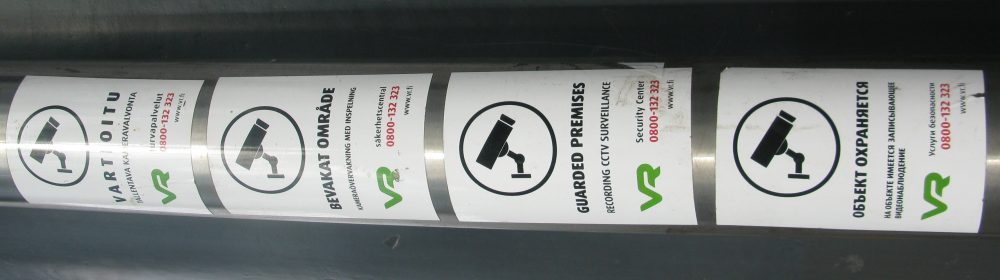 VARTIOITU
TALLENTAVA KAMERAVALVONTA
VR
Turvapalvelut
0800-132 323
www.vr.fi
BEVAKAT OMRÅDE
KAMERAÖVERVAKNING MED INSPELNING
VR
säkerhetscentral
0800-132 323
www.vr.fi
GUARDED PREMISES
RECORDING CCTV SURVEILLANCE
VR
Security Center
0800-132 323
www.vr.fi
ОБЪЕКТ ОХРАНЯЕТСЯ
НА ОБЪЕКТЕ ИМЕЕТСЯ ЗАПИСЫВАЮЩЕЕ
ВИДЕОНАБЛЮДЕНИЕ
VR
Услуги безопасности
0800-132 323
www.vr.fi